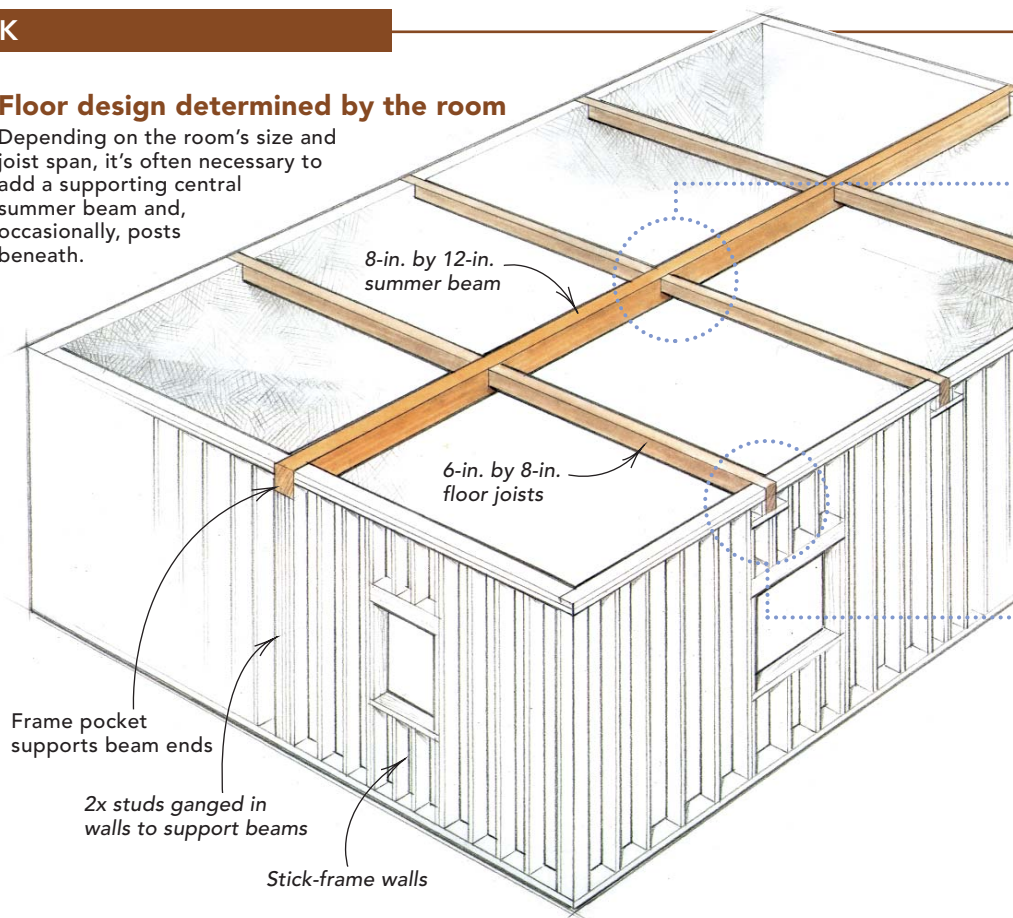 K
Floor design determined by the room
Depending on the room's size and
joist span, it's often necessary to
add a supporting central
summer beam and,
occasionally, posts
beneath.
8-in. by 12-in.
summer beam
6-in. by 8-in.
floor joists
Frame pocket
supports beam ends
2x studs ganged in
walls to support beams
Stick-frame walls